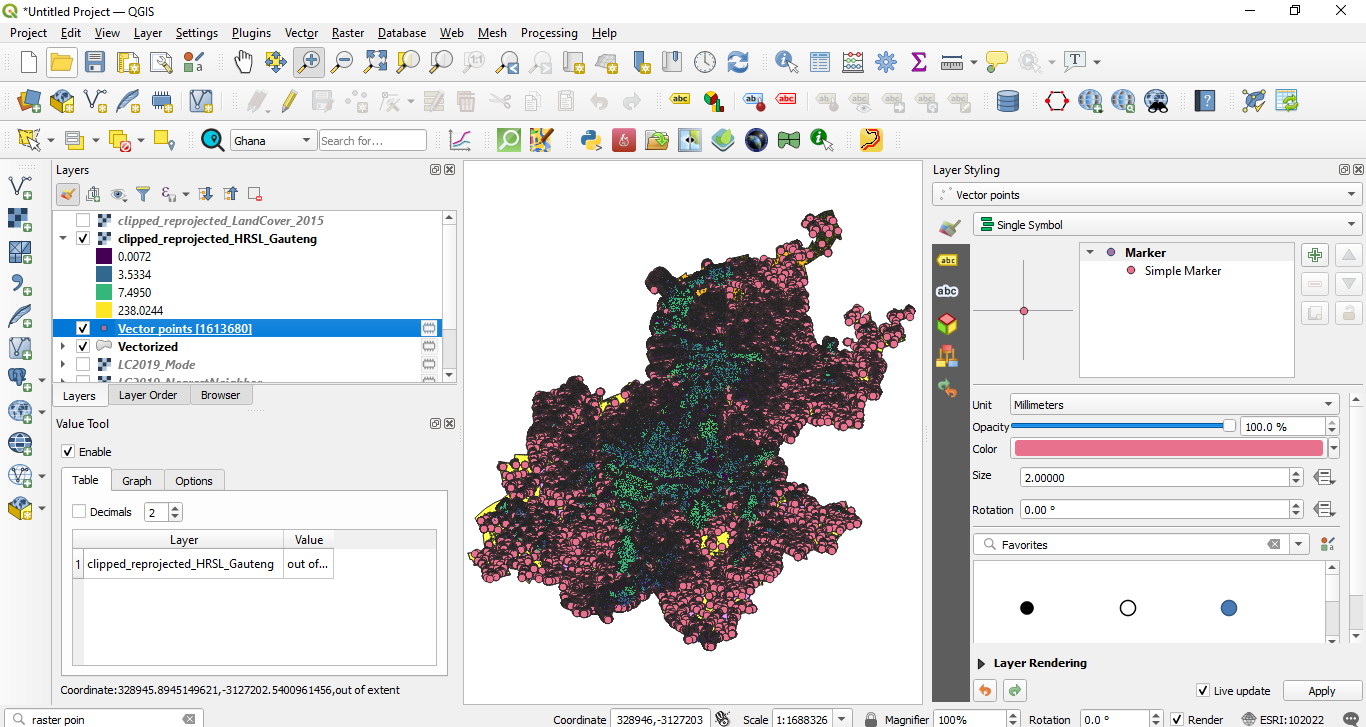 *Untitled Project — QGIS
Project Edit View Layer Settings Plugins Vector Raster Database Web Mesh Processing Help
Ghana Search for...
Layers
clipped_reprojected_LandCover_2015
clipped_reprojected_HRSL_Gauteng
0.0072
3.5334
7.4950
238.0244
Vector points [1613680]
Vectorized
LC2019_Mode
LC2019_NearestNeighbor
Layers Layer Order Browser
Value Tool
Enable
Table Graph Options
Decimals 2
Layer Value
1 clipped_reprojected_HRSL_Gauteng out of...
Coordinate:328945.8945149621,-3127202.5400961456,out of extent
Layer Styling
Vector points
Single Symbol
Marker
Simple Marker
Unit Millimeters
Opacity 100.0 %
Color
Size 2.00000
Rotation 0.00 °
Favorites
Layer Rendering
Live update Apply
raster poin Coordinate 328946,-3127203 Scale 1:1688326 Magnifier 100% Rotation 0.0 ° Render ESRI:102022